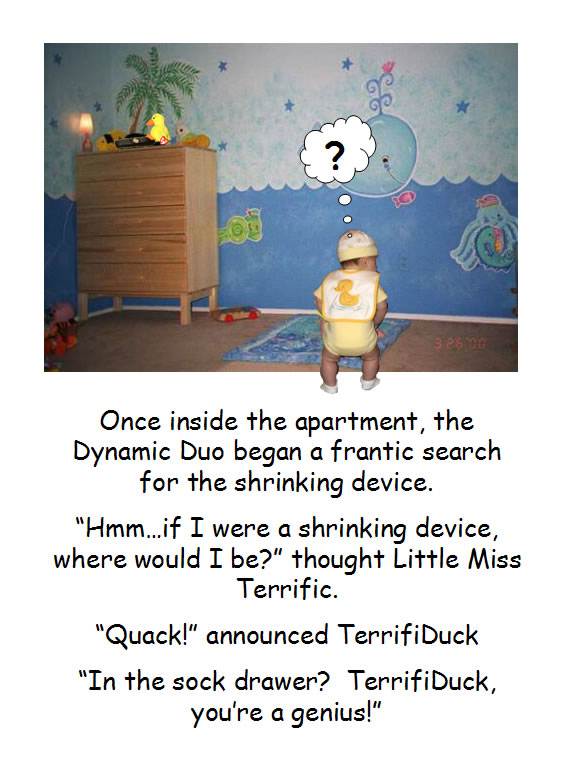 ?
3 26 '00
Once inside the apartment, the
Dynamic Duo began a frantic search
for the shrinking device.
“Hmm…if I were a shrinking device,
where would I be?” thought Little Miss
Terrific.
“Quack!” announced TerrifiDuck
“In the sock drawer?  TerrifiDuck,
you’re a genius!”